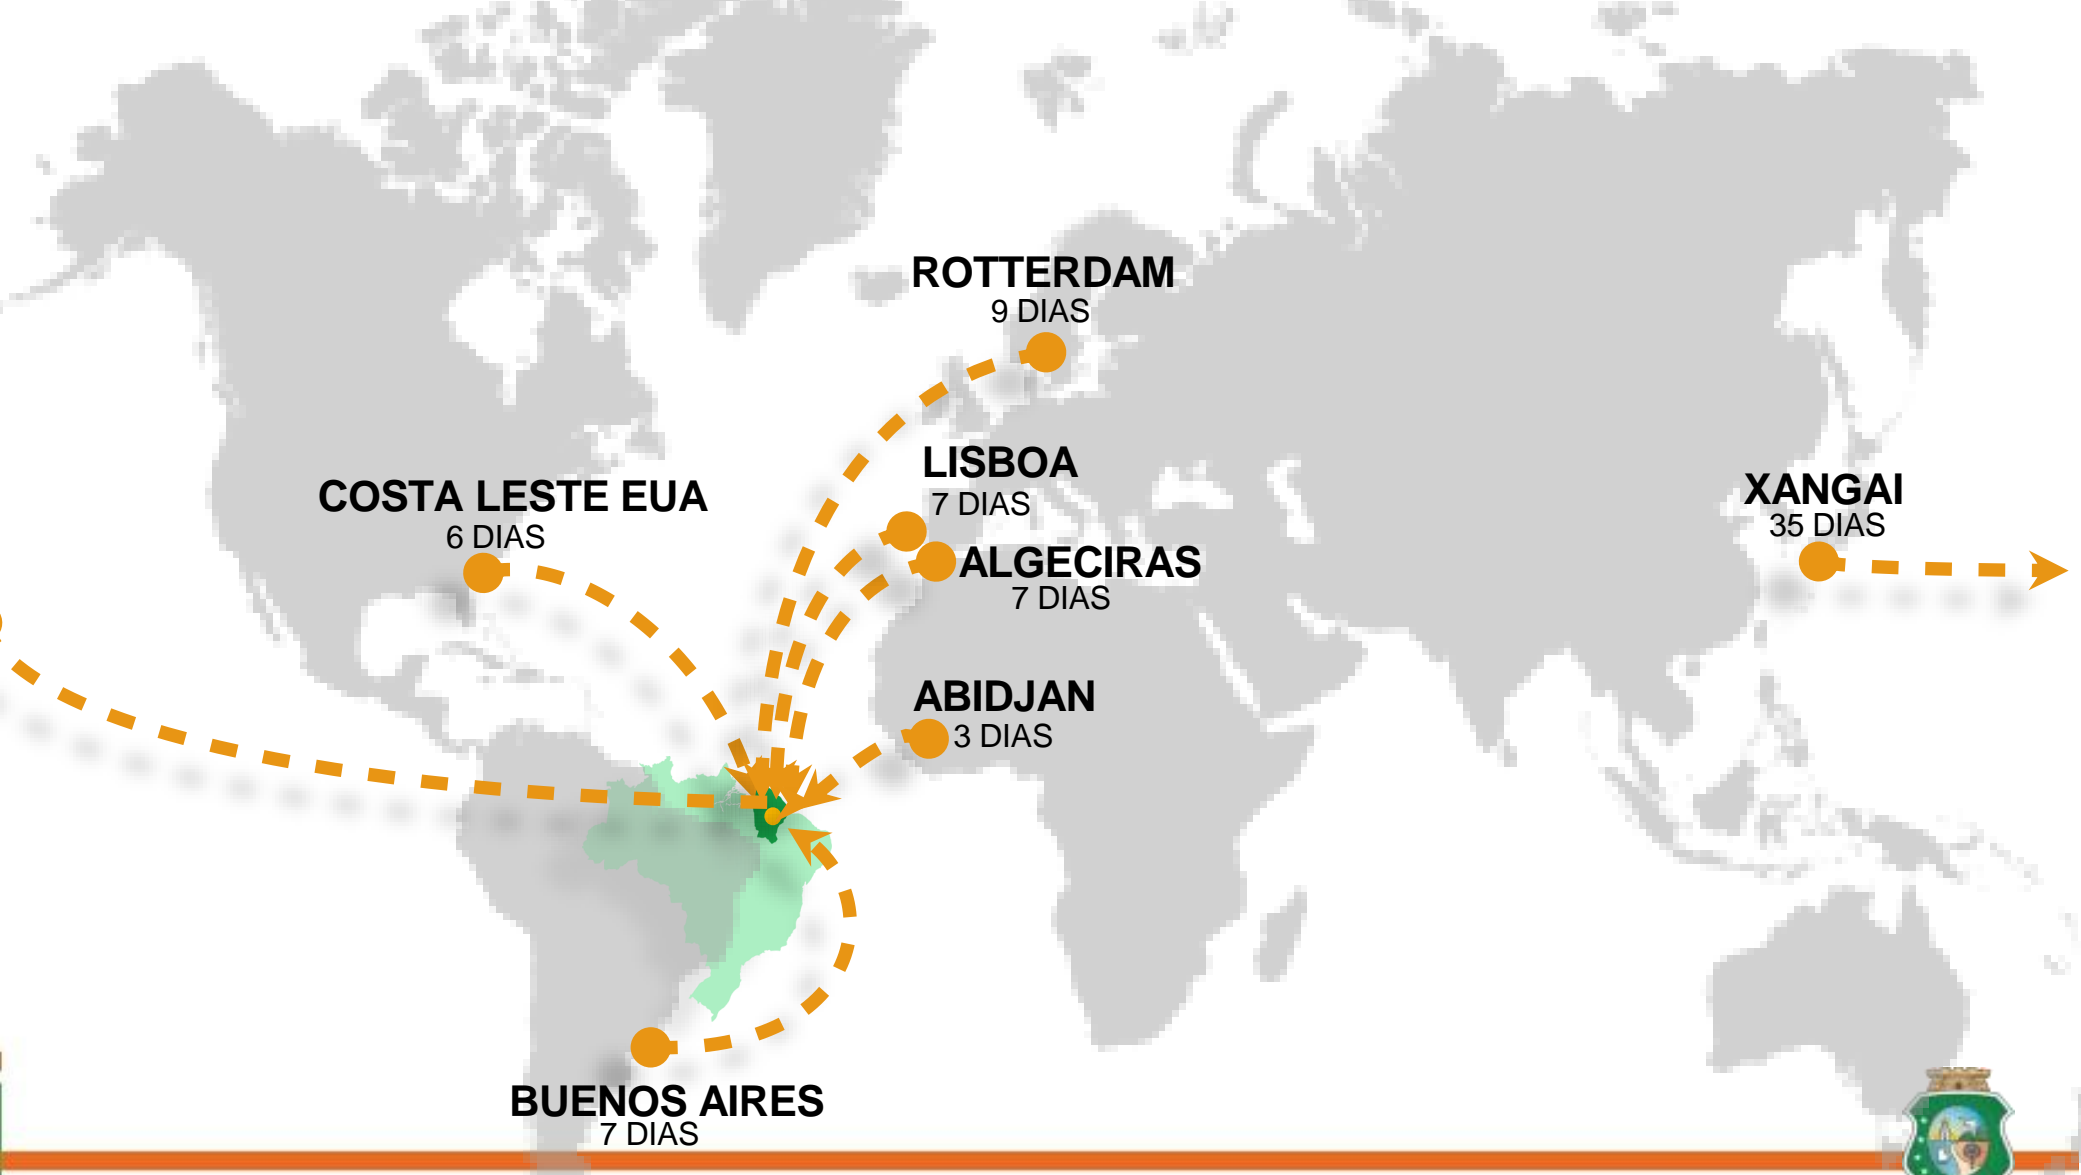 ROTTERDAM
9 DIAS
LISBOA
7 DIAS
COSTA LESTE EUA
6 DIAS
XANGAI
35 DIAS
ALGECIRAS
7 DIAS
ABIDJAN
3 DIAS
BUENOS AIRES
7 DIAS